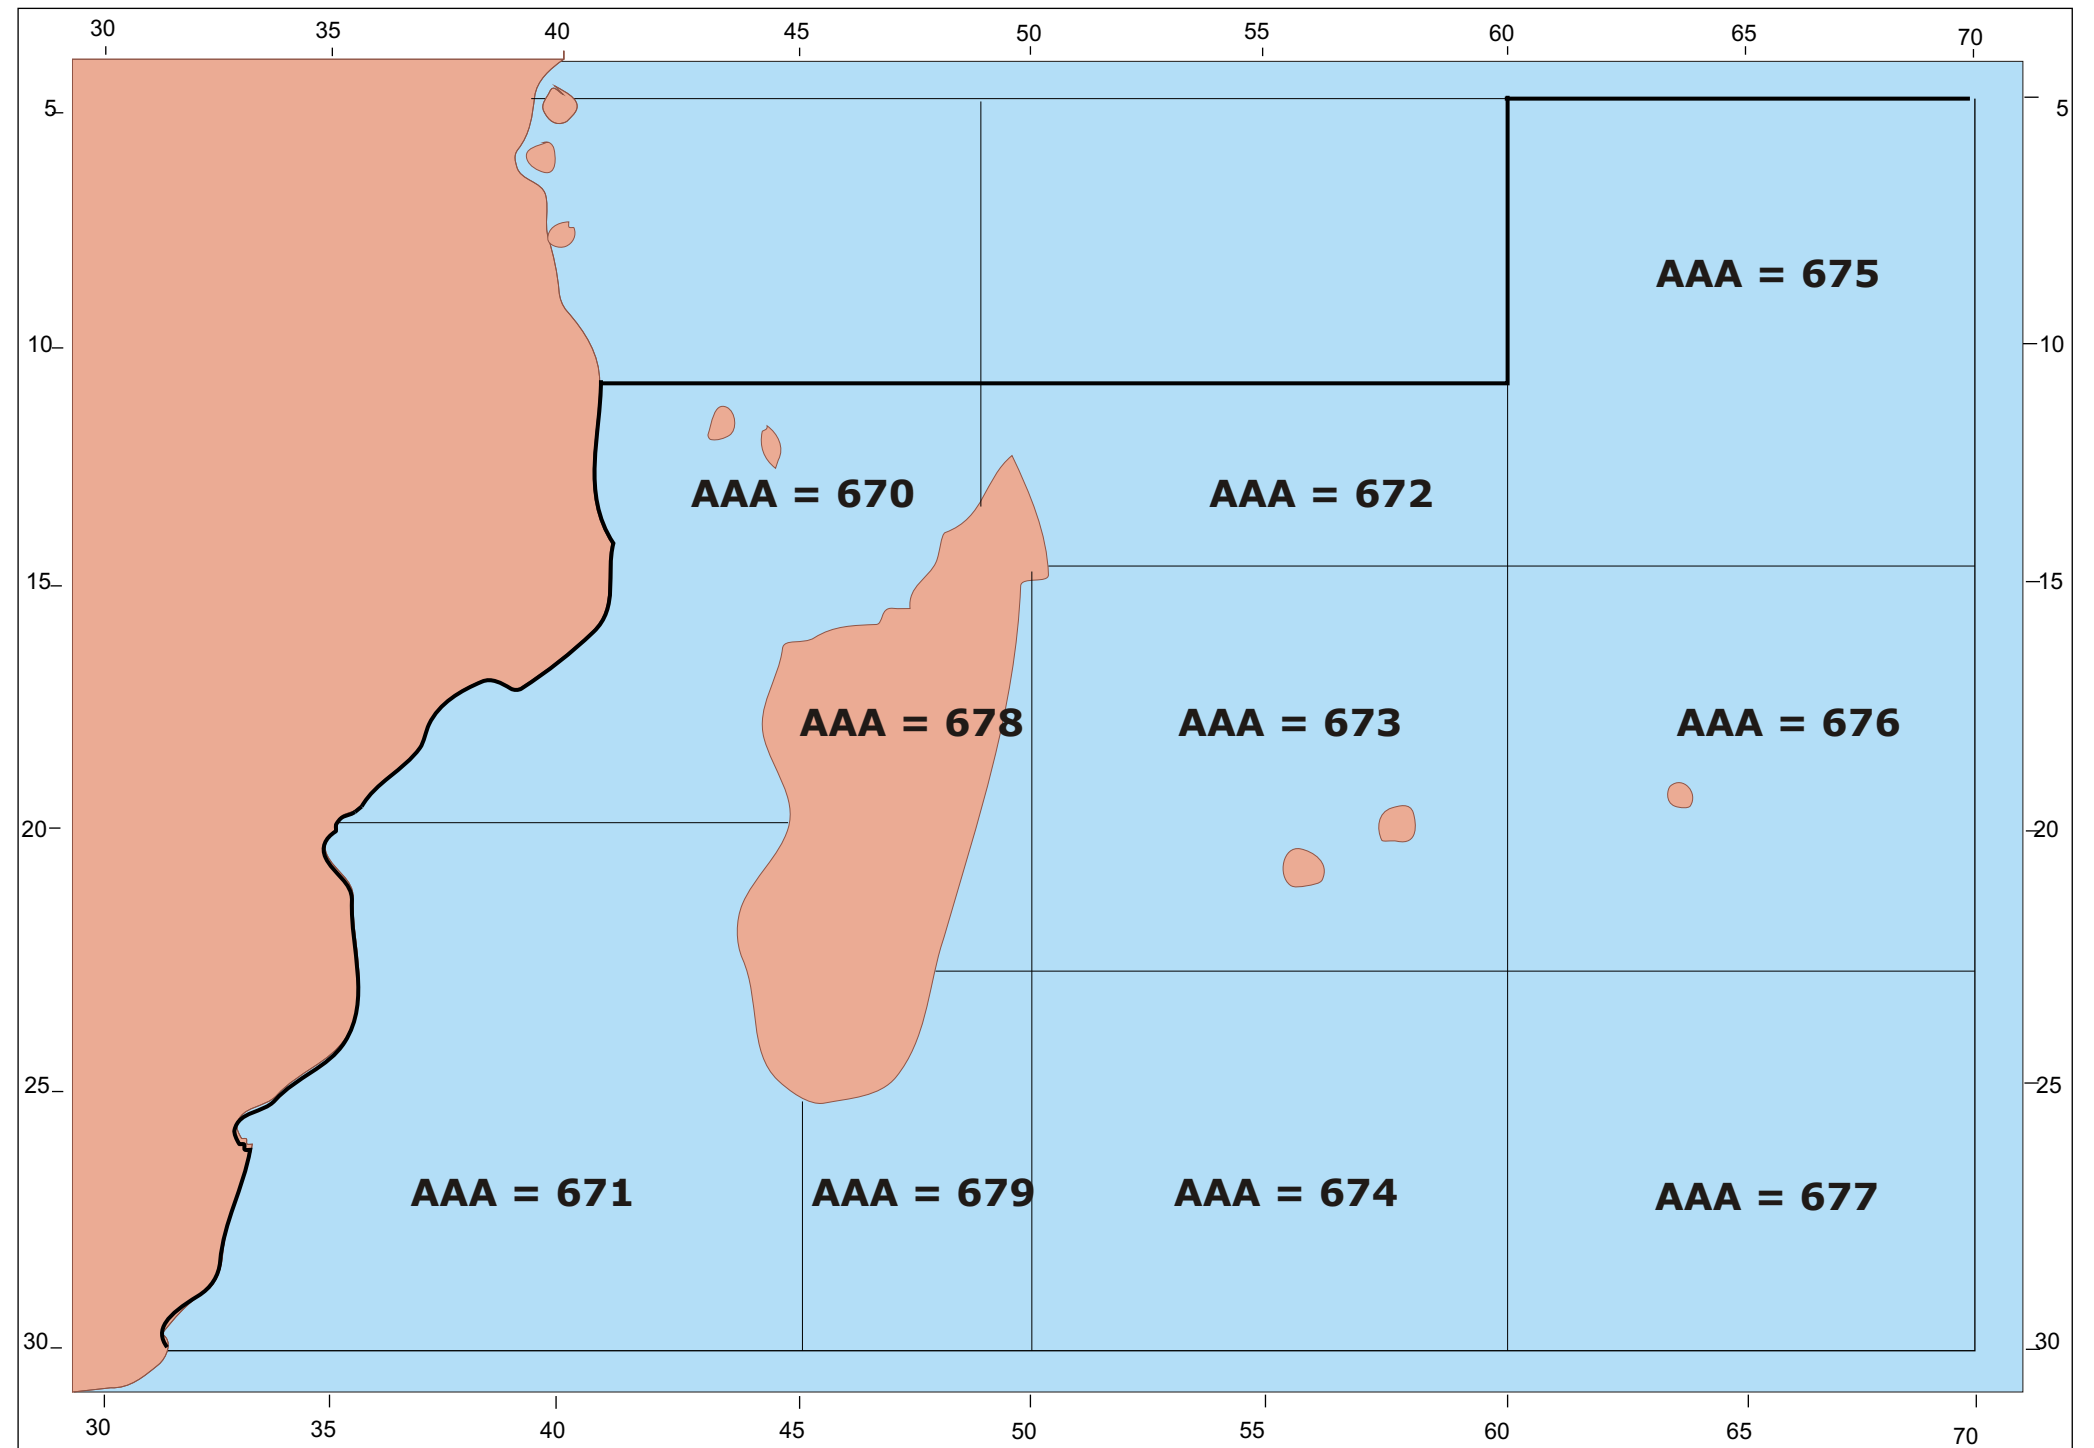 30 35 40 45 50 55 60 65 70
5 5
AAA = 675
10 10
AAA = 670 AAA = 672
15 15
AAA = 678 AAA = 673 AAA = 676
20 20
25 25
AAA = 671 AAA = 679 AAA = 674 AAA = 677
30 30
30 35 40 45 50 55 60 65 70